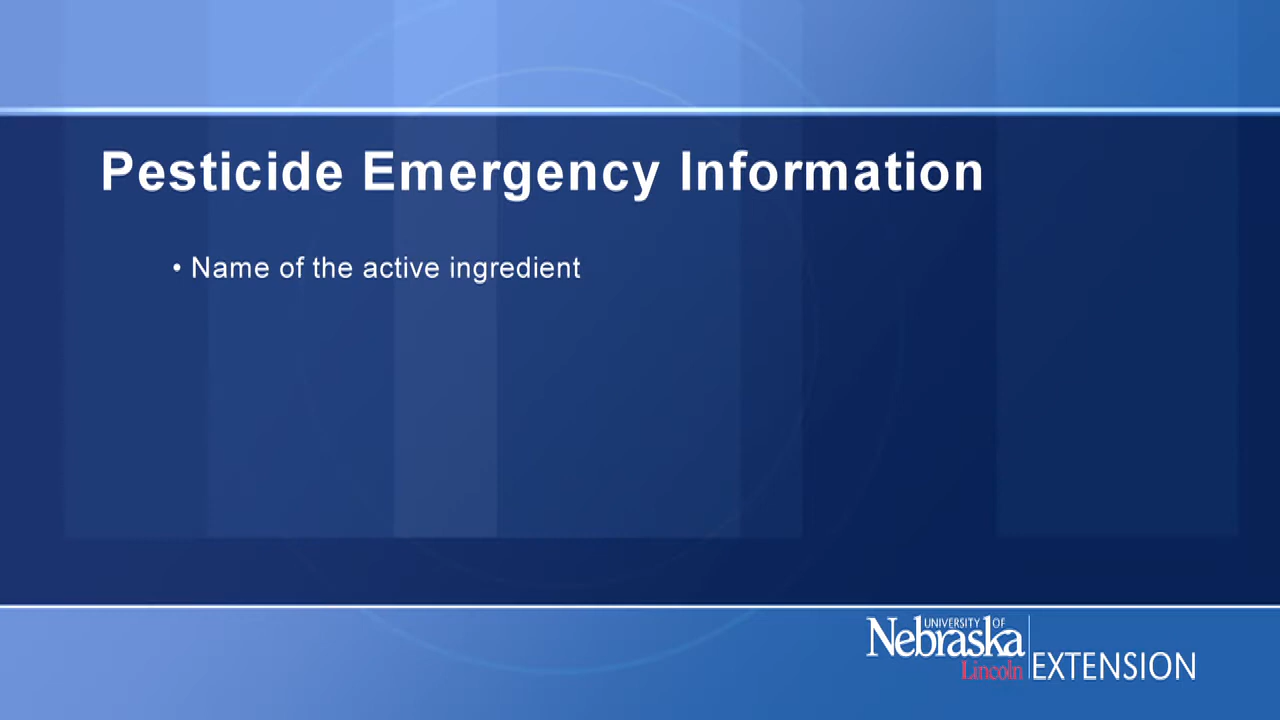 Pesticide Emergency Information
• Name of the active ingredient
UNIVERSITY OF
Nebraska
Lincoln
EXTENSION